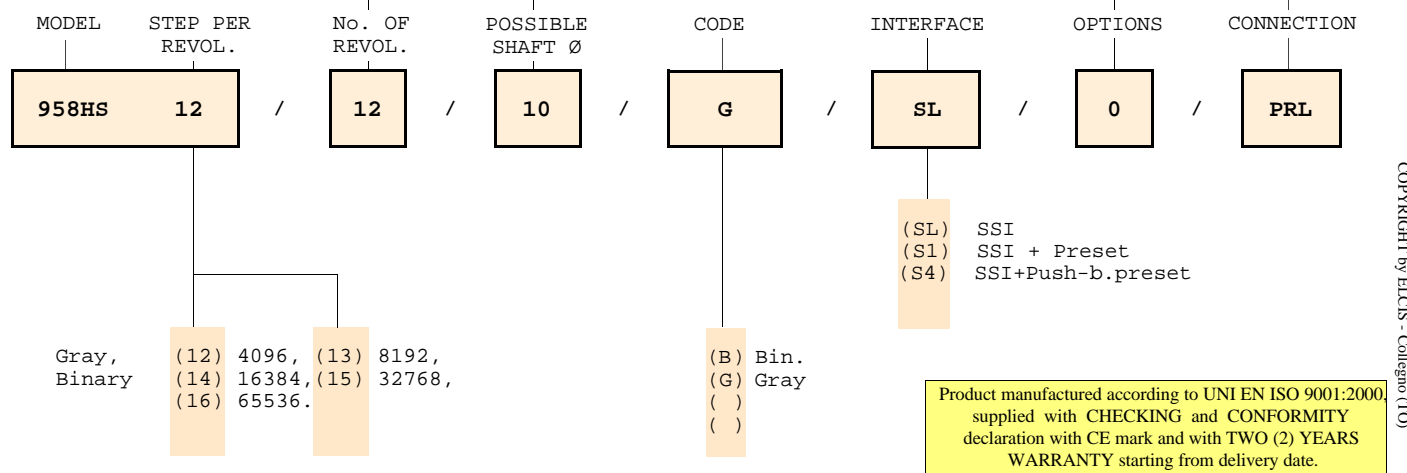 MODEL STEP PER No. OF POSSIBLE CODE INTERFACE OPTIONS CONNECTION
REVOL. REVOL. SHAFT Ø
958HS 12 / 12 / 10 / G / SL / 0 / PRL
(SL) SSI
(S1) SSI + Preset
(S4) SSI+Push-b.preset
Gray, (12) 4096, (13) 8192,
Binary (14) 16384,(15) 32768,
(16) 65536.
(B) Bin.
(G) Gray
( )
( )
Product manufactured according to UNI EN ISO 9001:2000,
supplied with CHECKING and CONFORMITY
declaration with CE mark and with TWO (2) YEARS
WARRANTY starting from delivery date.
COPYRIGHT by ELCIS - Collegno (TO)